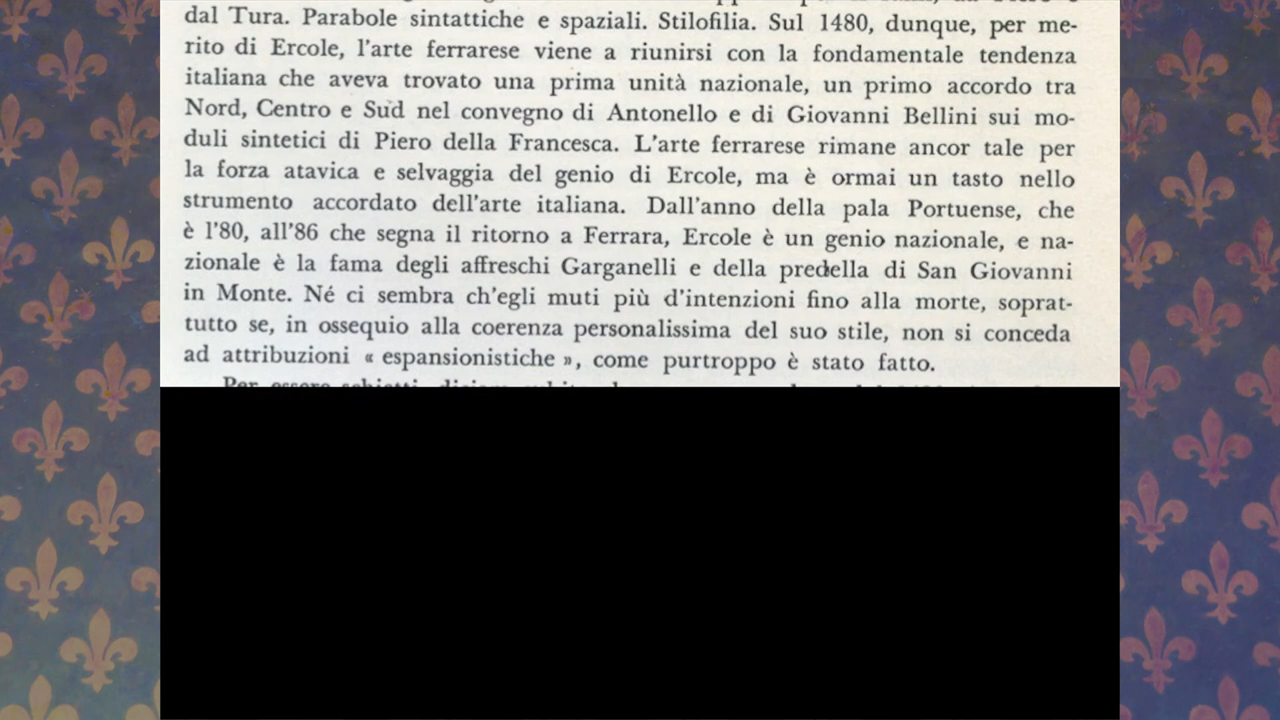 dal Tura. Parabole sintattiche e spaziali. Stilofilia. Sul 1480, dunque, per me-
rito di Ercole, l'arte ferrarese viene a riunirsi con la fondamentale tendenza
italiana che aveva trovato una prima unità nazionale, un primo accordo tra
Nord, Centro e Sud nel convegno di Antonello e di Giovanni Bellini sui mo-
duli sintetici di Piero della Francesca. L'arte ferrarese rimane ancor tale per
la forza atavica e selvaggia del genio di Ercole, ma è ormai un tasto nello
strumento accordato dell'arte italiana. Dall'anno della pala Portuense, che
è l'80, all'86 che segna il ritorno a Ferrara, Ercole è un genio nazionale, e na-
zionale è la fama degli affreschi Garganelli e della predella di San Giovanni
in Monte. Né ci sembra ch'egli muti più d'intenzioni fino alla morte, soprat-
tutto se, in ossequio alla coerenza personalissima del suo stile, non si conceda
ad attribuzioni « espansionistiche », come purtroppo è stato fatto.
Per essere schietti, diciam subito